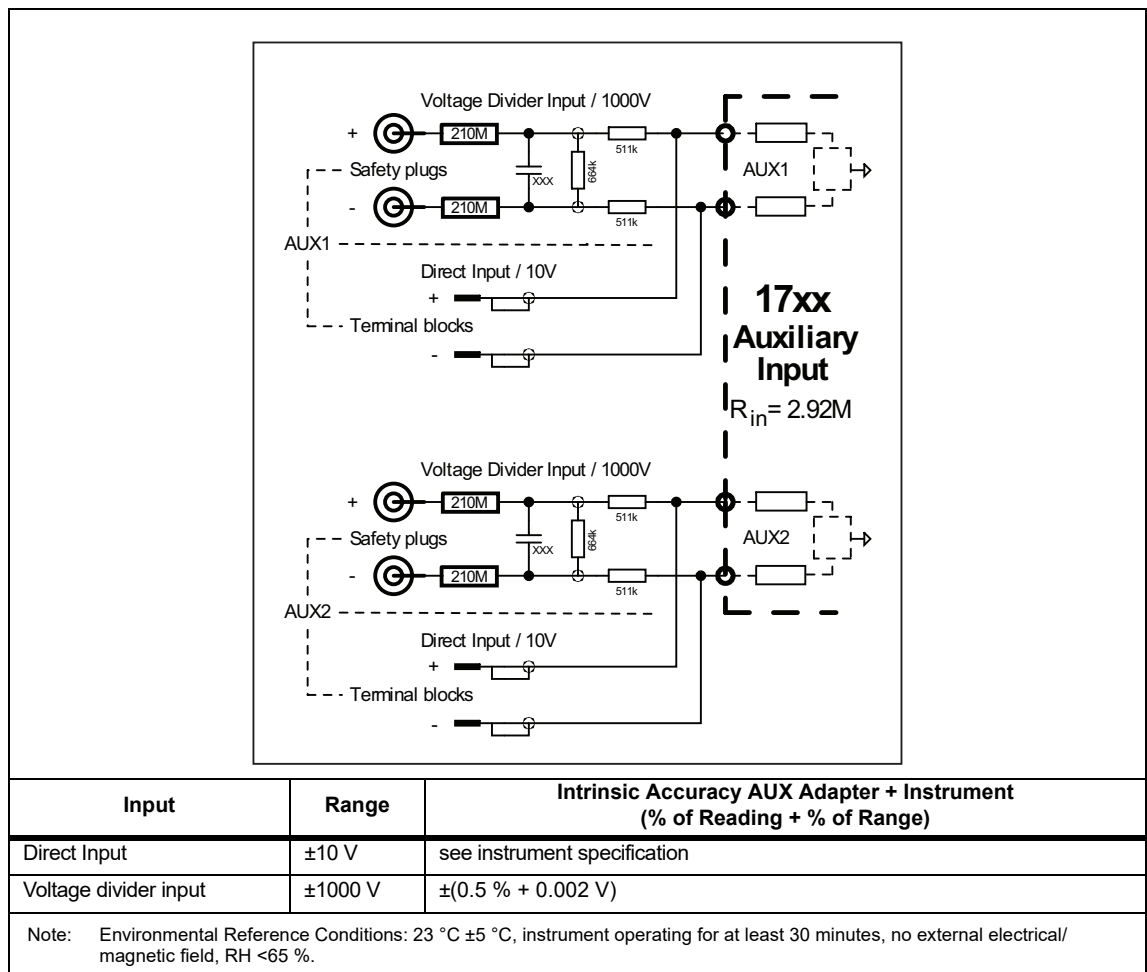 Voltage Divider Input / 1000V
+ 210M 511k
Safety plugs XXX 664k AUX1
- 210M 511k
AUX1
Direct Input / 10V
+
17xx
Terminal blocks
Auxiliary
-
Input
Rin= 2.92M
Voltage Divider Input / 1000V
+ 210M 511k
Safety plugs XXX 664k AUX2
- 210M 511k
AUX2
Direct Input / 10V
+
Terminal blocks
-
Input Range Intrinsic Accuracy AUX Adapter + Instrument
(% of Reading + % of Range)
Direct Input ±10 V see instrument specification
Voltage divider input ±1000 V ±(0.5 % + 0.002 V)
Note: Environmental Reference Conditions: 23 °C ±5 °C, instrument operating for at least 30 minutes, no external electrical/
magnetic field, RH <65 %.